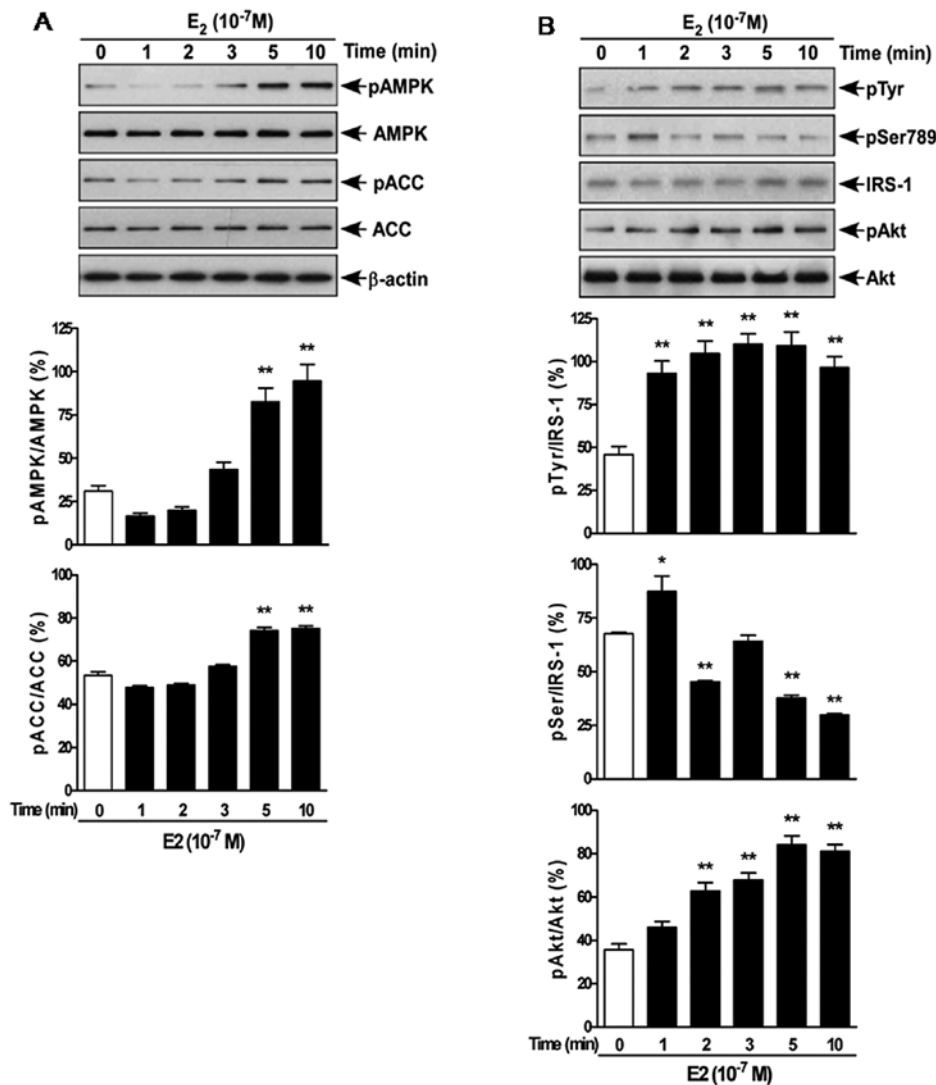 A
E2 (10-7M)
0 1 2 3 5 10 Time (min)
pAMPK
AMPK
pACC
ACC
β-actin
pAMPK/AMPK (%)
125
100
75
50
25
0
** **
pACC/ACC (%)
100
80
60
40
20
0
** **
Time (min) 0 1 2 3 5 10
E2 (10-7 M)
B
E2 (10-7M)
0 1 2 3 5 10 Time (min)
pTyr
pSer789
IRS-1
pAkt
Akt
pTyr/IRS-1 (%)
125
100
75
50
25
0
** ** ** ** **
pSer/IRS-1 (%)
100
75
50
25
0
* ** ** **
pAkt/Akt (%)
100
80
60
40
20
0
** ** ** **
Time (min) 0 1 2 3 5 10
E2 (10-7 M)